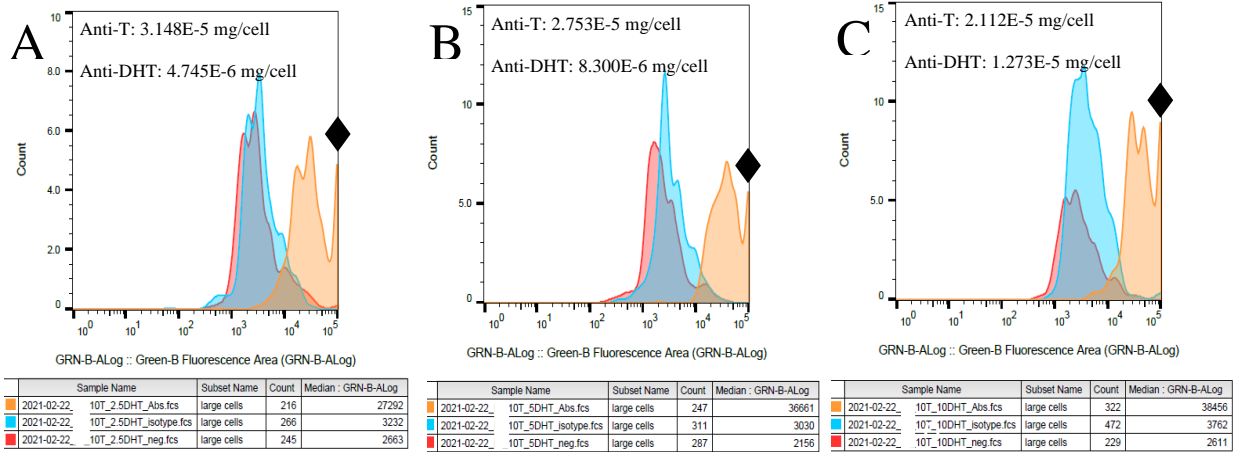 A
Anti-T: 3.148E-5 mg/cell
Anti-DHT: 4.745E-6 mg/cell
10
8.0
6.0
4.0
2.0
0
Count
10^0 10^1 10^2 10^3 10^4 10^5
GRN-B-ALog :: Green-B Fluorescence Area (GRN-B-ALog)
Sample Name Subset Name Count Median : GRN-B-ALog
2021-02-22_ 10T_2.5DHT_Abs.fcs large cells 216 27292
2021-02-22_ 10T_2.5DHT_isotype.fcs large cells 266 3232
2021-02-22_ 10T_2.5DHT_neg.fcs large cells 245 2663
B
Anti-T: 2.753E-5 mg/cell
Anti-DHT: 8.300E-6 mg/cell
15
10
5.0
0
Count
10^0 10^1 10^2 10^3 10^4 10^5
GRN-B-ALog :: Green-B Fluorescence Area (GRN-B-ALog)
Sample Name Subset Name Count Median : GRN-B-ALog
2021-02-22_ 10T_5DHT_Abs.fcs large cells 247 36661
2021-02-22_ 10T_5DHT_isotype.fcs large cells 311 3030
2021-02-22_ 10T_5DHT_neg.fcs large cells 287 2156
C
Anti-T: 2.112E-5 mg/cell
Anti-DHT: 1.273E-5 mg/cell
15
10
5.0
0
Count
10^0 10^1 10^2 10^3 10^4 10^5
GRN-B-ALog :: Green-B Fluorescence Area (GRN-B-ALog)
Sample Name Subset Name Count Median : GRN-B-ALog
2021-02-22_ 10T_10DHT_Abs.fcs large cells 322 38456
2021-02-22_ 10T_10DHT_isotype.fcs large cells 472 3762
2021-02-22_ 10T_10DHT_neg.fcs large cells 229 2611